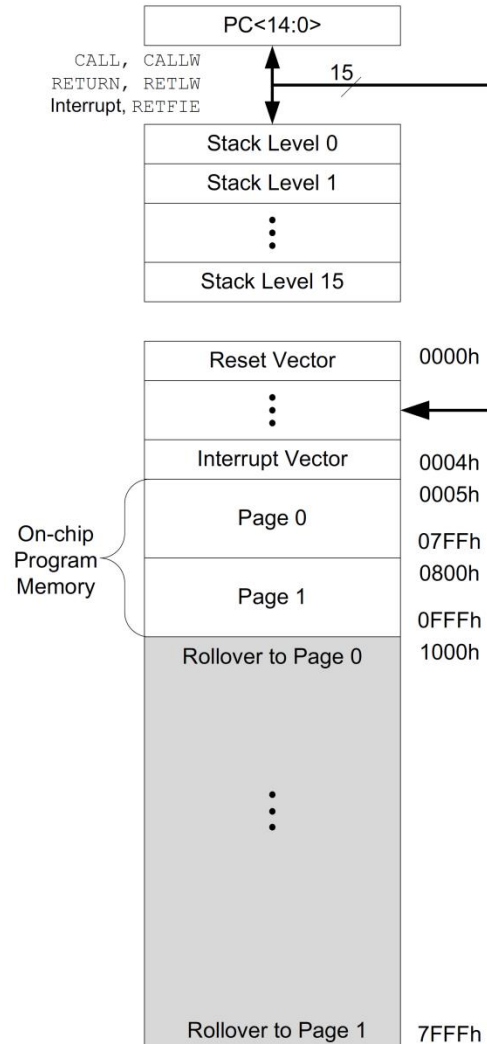 PC<14:0>
CALL, CALLW
RETURN, RETLW
Interrupt, RETFIE
15
Stack Level 0
Stack Level 1
Stack Level 15
Reset Vector
0000h
Interrupt Vector
0004h
0005h
On-chip
Program
Memory
Page 0
07FFh
0800h
Page 1
0FFFh
Rollover to Page 0
1000h
Rollover to Page 1
7FFFh